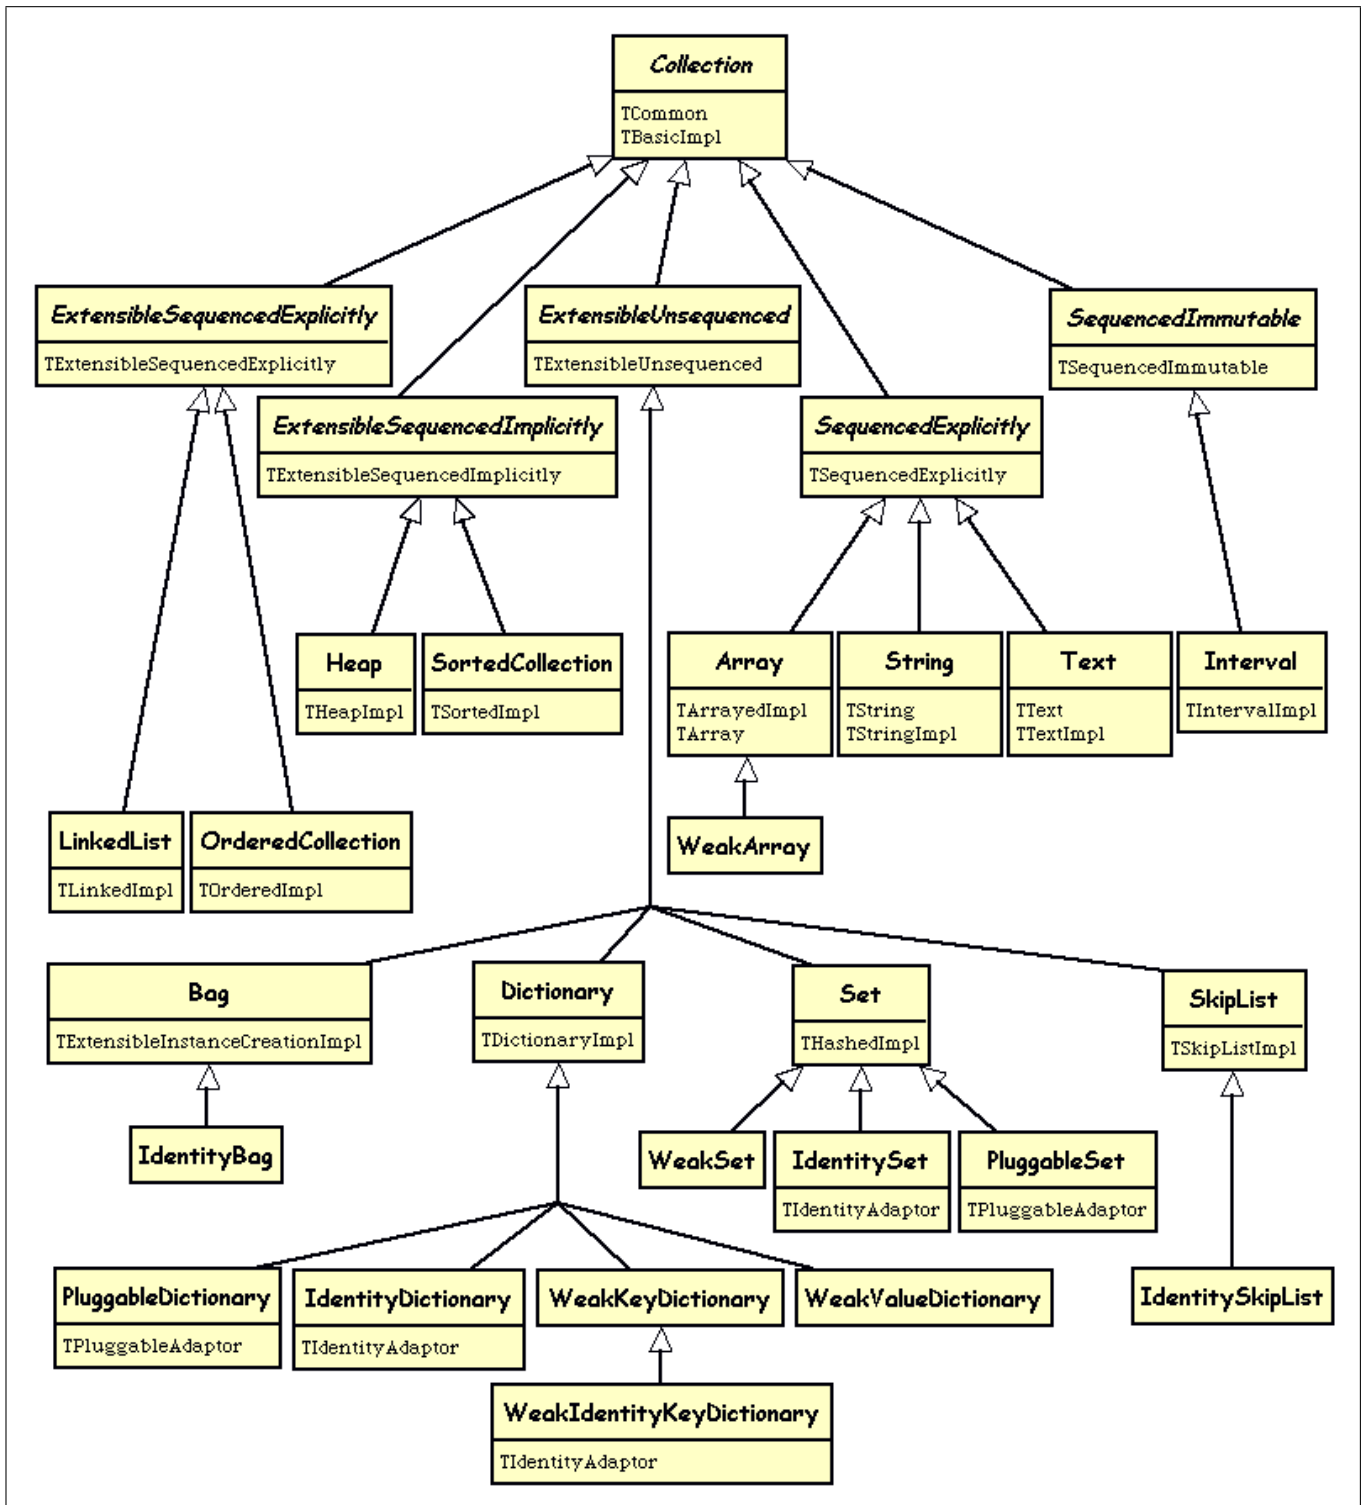 Collection
TCommon
TBasicImpl
ExtensibleSequencedExplicitly
TExtensibleSequencedExplicitly
ExtensibleUnsequenced
TExtensibleUnsequenced
SequencedImmutable
TSequencedImmutable
ExtensibleSequencedImplicitly
TExtensibleSequencedImplicitly
SequencedExplicitly
TSequencedExplicitly
Heap
THeapImpl
SortedCollection
TSortedImpl
Array
TArrayedImpl
TArray
String
TString
TStringImpl
Text
TText
TTextImpl
Interval
TIntervalImpl
LinkedList
TLinkedImpl
OrderedCollection
TOrderedImpl
WeakArray
Bag
TExtensibleInstanceCreationImpl
Dictionary
TDictionaryImpl
Set
THashedImpl
SkipList
TSkipListImpl
IdentityBag
WeakSet
IdentitySet
TIdentityAdaptor
PluggableSet
TPluggableAdaptor
PluggableDictionary
TPluggableAdaptor
IdentityDictionary
TIdentityAdaptor
WeakKeyDictionary
WeakValueDictionary
IdentitySkipList
WeakIdentityKeyDictionary
TIdentityAdaptor